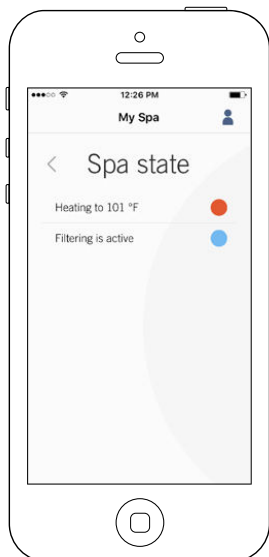 12:26 PM
My Spa
Spa state
Heating to 101 °F
Filtering is active